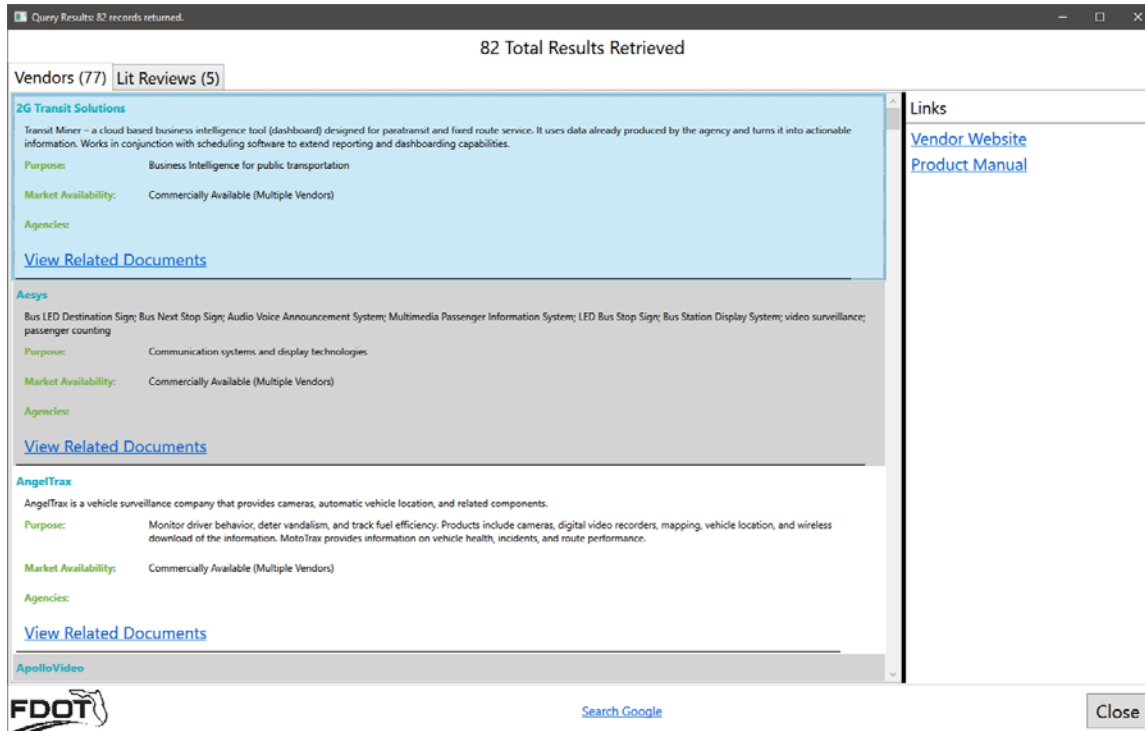 Query Results: 82 records returned.
82 Total Results Retrieved
Vendors (77) Lit Reviews (5)
2G Transit Solutions
Transit Miner – a cloud based business intelligence tool (dashboard) designed for paratransit and fixed route service. It uses data already produced by the agency and turns it into actionable
information. Works in conjunction with scheduling software to extend reporting and dashboarding capabilities.
Purpose: Business Intelligence for public transportation
Market Availability: Commercially Available (Multiple Vendors)
Agencies:
View Related Documents
Aesys
Bus LED Destination Sign; Bus Next Stop Sign; Audio Voice Announcement System; Multimedia Passenger Information System; LED Bus Stop Sign; Bus Station Display System; video surveillance;
passenger counting
Purpose: Communication systems and display technologies
Market Availability: Commercially Available (Multiple Vendors)
Agencies:
View Related Documents
AngelTrax
AngelTrax is a vehicle surveillance company that provides cameras, automatic vehicle location, and related components.
Purpose: Monitor driver behavior, deter vandalism, and track fuel efficiency. Products include cameras, digital video recorders, mapping, vehicle location, and wireless
download of the information. MotoTrax provides information on vehicle health, incidents, and route performance.
Market Availability: Commercially Available (Multiple Vendors)
Agencies:
View Related Documents
ApolloVideo
Links
Vendor Website
Product Manual
FDOT
Search Google
Close